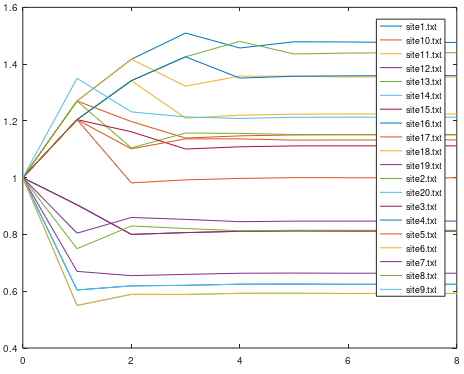 1.6
1.4
1.2
1
0.8
0.6
0.4
0
2
4
6
8
site1.txt
site10.txt
site11.txt
site12.txt
site13.txt
site14.txt
site15.txt
site16.txt
site17.txt
site18.txt
site19.txt
site2.txt
site20.txt
site3.txt
site4.txt
site5.txt
site6.txt
site7.txt
site8.txt
site9.txt